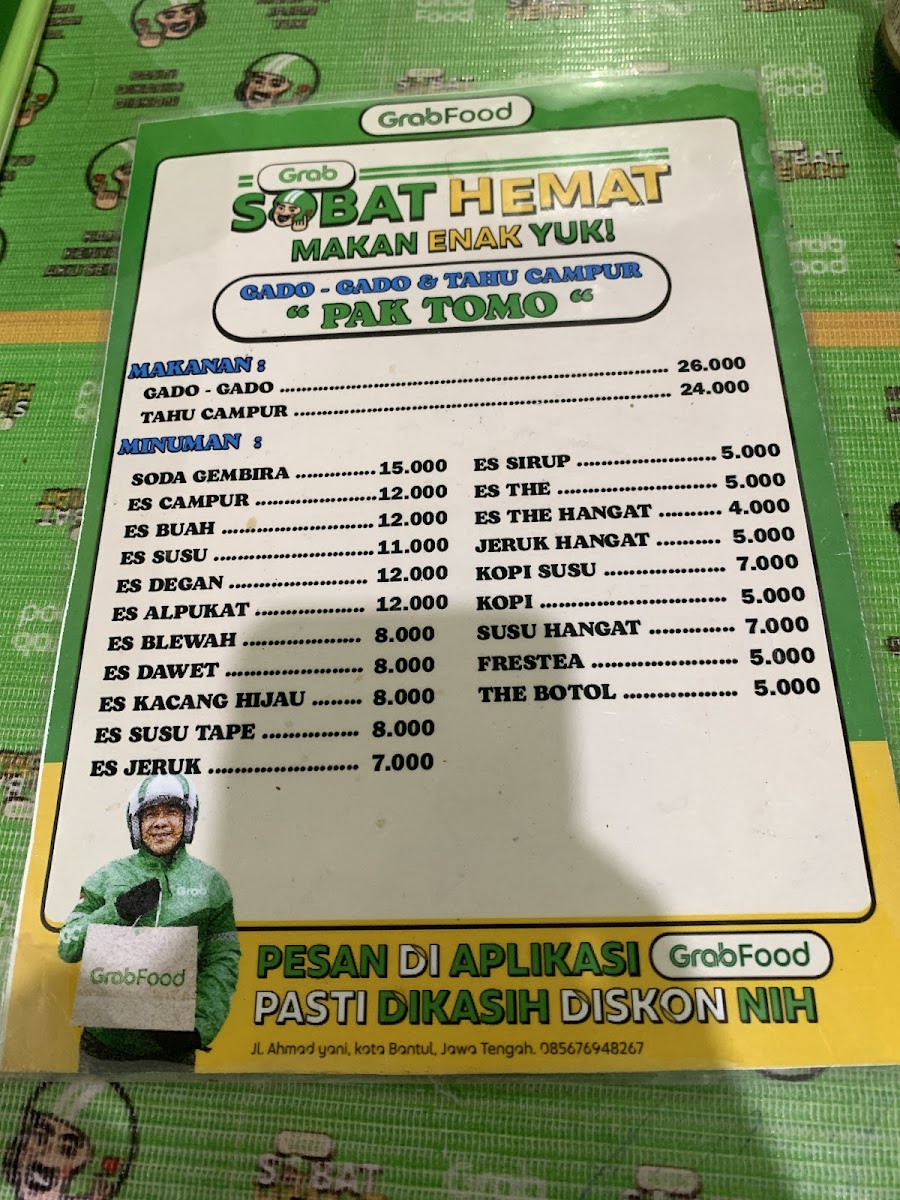 GrabFood
Grab
SOBAT HEMAT
MAKAN ENAK YUK!
GADO - GADO & TAHU CAMPUR
“ PAK TOMO “
MAKANAN :
GADO - GADO ........ 26.000
TAHU CAMPUR ........ 24.000
MINUMAN :
SODA GEMBIRA ........ 15.000
ES CAMPUR ........ 12.000
ES BUAH ........ 12.000
ES SUSU ........ 11.000
ES DEGAN ........ 12.000
ES ALPUKAT ........ 12.000
ES BLEWAH ........ 8.000
ES DAWET ........ 8.000
ES KACANG HIJAU ........ 8.000
ES SUSU TAPE ........ 8.000
ES JERUK ........ 7.000
ES SIRUP ........ 5.000
ES THE ........ 5.000
ES THE HANGAT ........ 4.000
JERUK HANGAT ........ 5.000
KOPI SUSU ........ 7.000
KOPI ........ 5.000
SUSU HANGAT ........ 7.000
FRESTEA ........ 5.000
THE BOTOL ........ 5.000
Grab
GrabFood
PESAN DI APLIKASI GrabFood
PASTI DIKASIH DISKON NIH
Jl. Ahmad yani, kota Bantul, Jawa Tengah. 085676948267
SOBAT